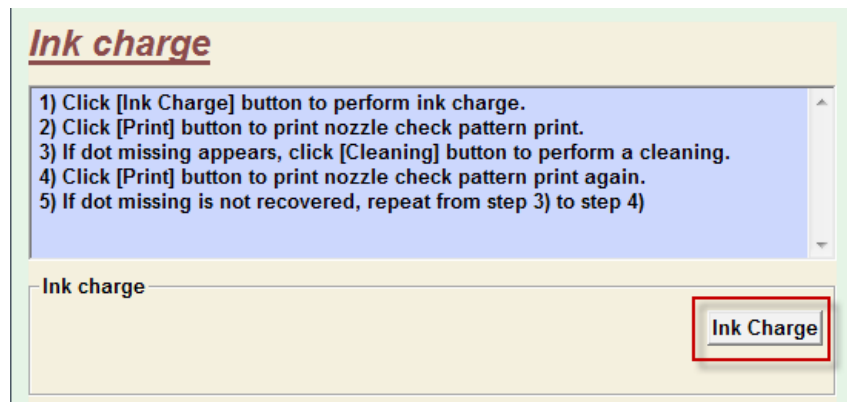 Ink charge
1) Click [Ink Charge] button to perform ink charge.
2) Click [Print] button to print nozzle check pattern print.
3) If dot missing appears, click [Cleaning] button to perform a cleaning.
4) Click [Print] button to print nozzle check pattern print again.
5) If dot missing is not recovered, repeat from step 3) to step 4)
Ink charge
Ink Charge